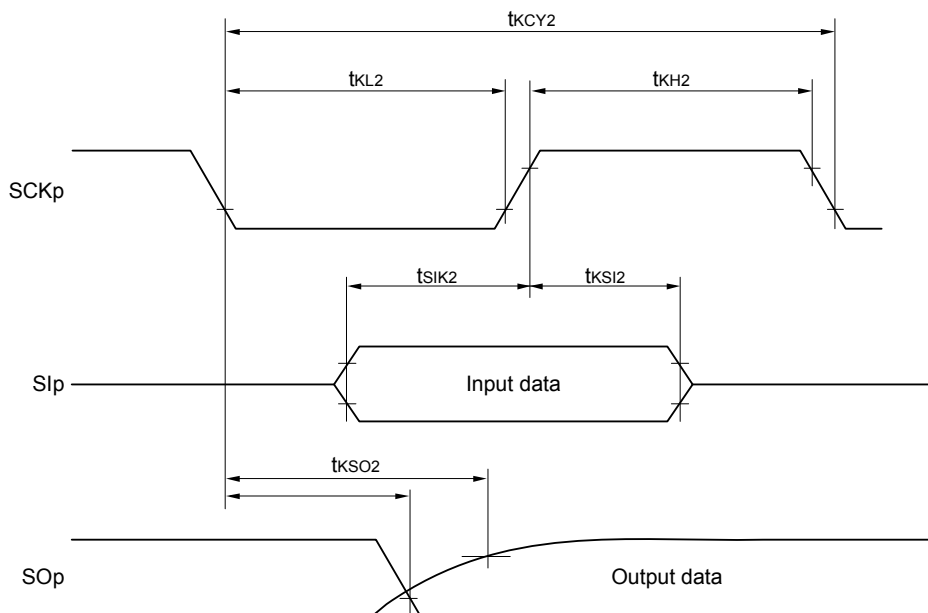 tKCY2
tKL2
tKH2
SCKp
tSIK2
tKSI2
SIp
Input data
tKSO2
SOp
Output data